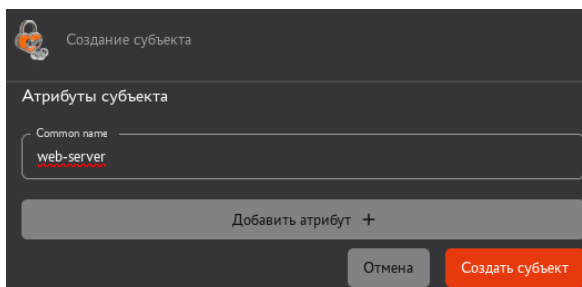 Создание субъекта
Атрибуты субъекта
Common name
web-server
Добавить атрибут +
Отмена
Создать субъект